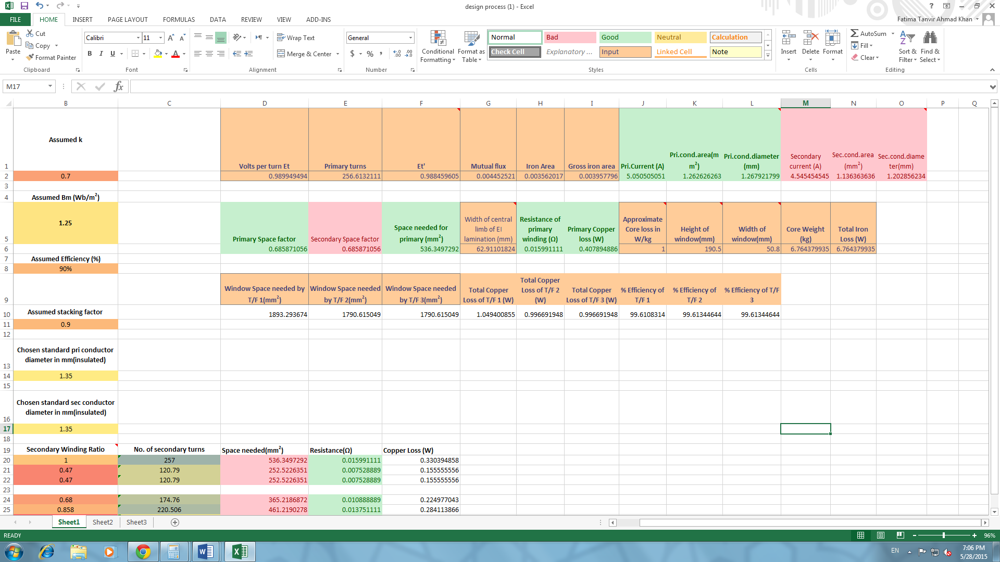 design process (1) - Excel
FILE HOME INSERT PAGE LAYOUT FORMULAS DATA REVIEW VIEW ADD-INS
Fatima Tanvir Ahmad Khan
Paste
Cut
Copy
Format Painter
Clipboard
Calibri 11
B I U
Font
Wrap Text
Merge & Center
Alignment
General
$ % ,
Number
Conditional Formatting
Format as Table
Normal Bad Good Neutral Calculation
Check Cell Explanatory ... Input Linked Cell Note
Styles
Insert Delete Format
Cells
AutoSum
Fill
Clear
Sort & Filter
Find & Select
Editing
M17
fx
B C D E F G H I J K L M N O P Q
Assumed k
1 Volts per turn Et Primary turns Et' Mutual flux Iron Area Gross iron area Pri.Current (A) Pri.cond.area(mm²) Pri.cond.diameter (mm) Secondary current (A) Sec.cond.area (mm²) Sec.cond.diameter(mm)
2 0.7 0.989949494 256.6132111 0.988459605 0.004452521 0.003562017 0.003957796 5.050505051 1.262626263 1.267921799 4.545454545 1.136363636 1.202856234
3
4 Assumed Bm (Wb/m²)
5 1.25 Primary Space factor Secondary Space factor Space needed for primary (mm²) Width of central limb of EI lamination (mm) Resistance of primary winding (Ω) Primary Copper loss (W) Approximate Core loss in W/kg Height of window(mm) Width of window(mm) Core Weight (kg) Total Iron Loss (W)
6 0.685871056 0.685871056 536.3497292 62.91101824 0.015991111 0.407894886 1 190.5 50.8 6.764379935 6.764379935
7 Assumed Efficiency (%)
8 90%
9 Window Space needed by T/F 1(mm²) Window Space needed by T/F 2(mm²) Window Space needed by T/F 3(mm²) Total Copper Loss of T/F 1 (W) Total Copper Loss of T/F 2 (W) Total Copper Loss of T/F 3 (W) % Efficiency of T/F 1 % Efficiency of T/F 2 % Efficiency of T/F 3
10 Assumed stacking factor 1893.293674 1790.615049 1790.615049 1.049400855 0.996691948 0.996691948 99.6108314 99.61344644 99.61344644
11 0.9
12
13 Chosen standard pri conductor diameter in mm(insulated)
14 1.35
15
16 Chosen standard sec conductor diameter in mm(insulated)
17 1.35
18
19 Secondary Winding Ratio No. of secondary turns Space needed(mm²) Resistance(Ω) Copper Loss (W)
20 1 257 536.3497292 0.015991111 0.330394858
21 0.47 120.79 252.5226351 0.007528889 0.155555556
22 0.47 120.79 252.5226351 0.007528889 0.155555556
23
24 0.68 174.76 365.2186872 0.010888889 0.224977043
25 0.858 220.506 461.2190278 0.013751111 0.284113866
Sheet1 Sheet2 Sheet3
READY
96%
EN
7:06 PM
5/28/2015